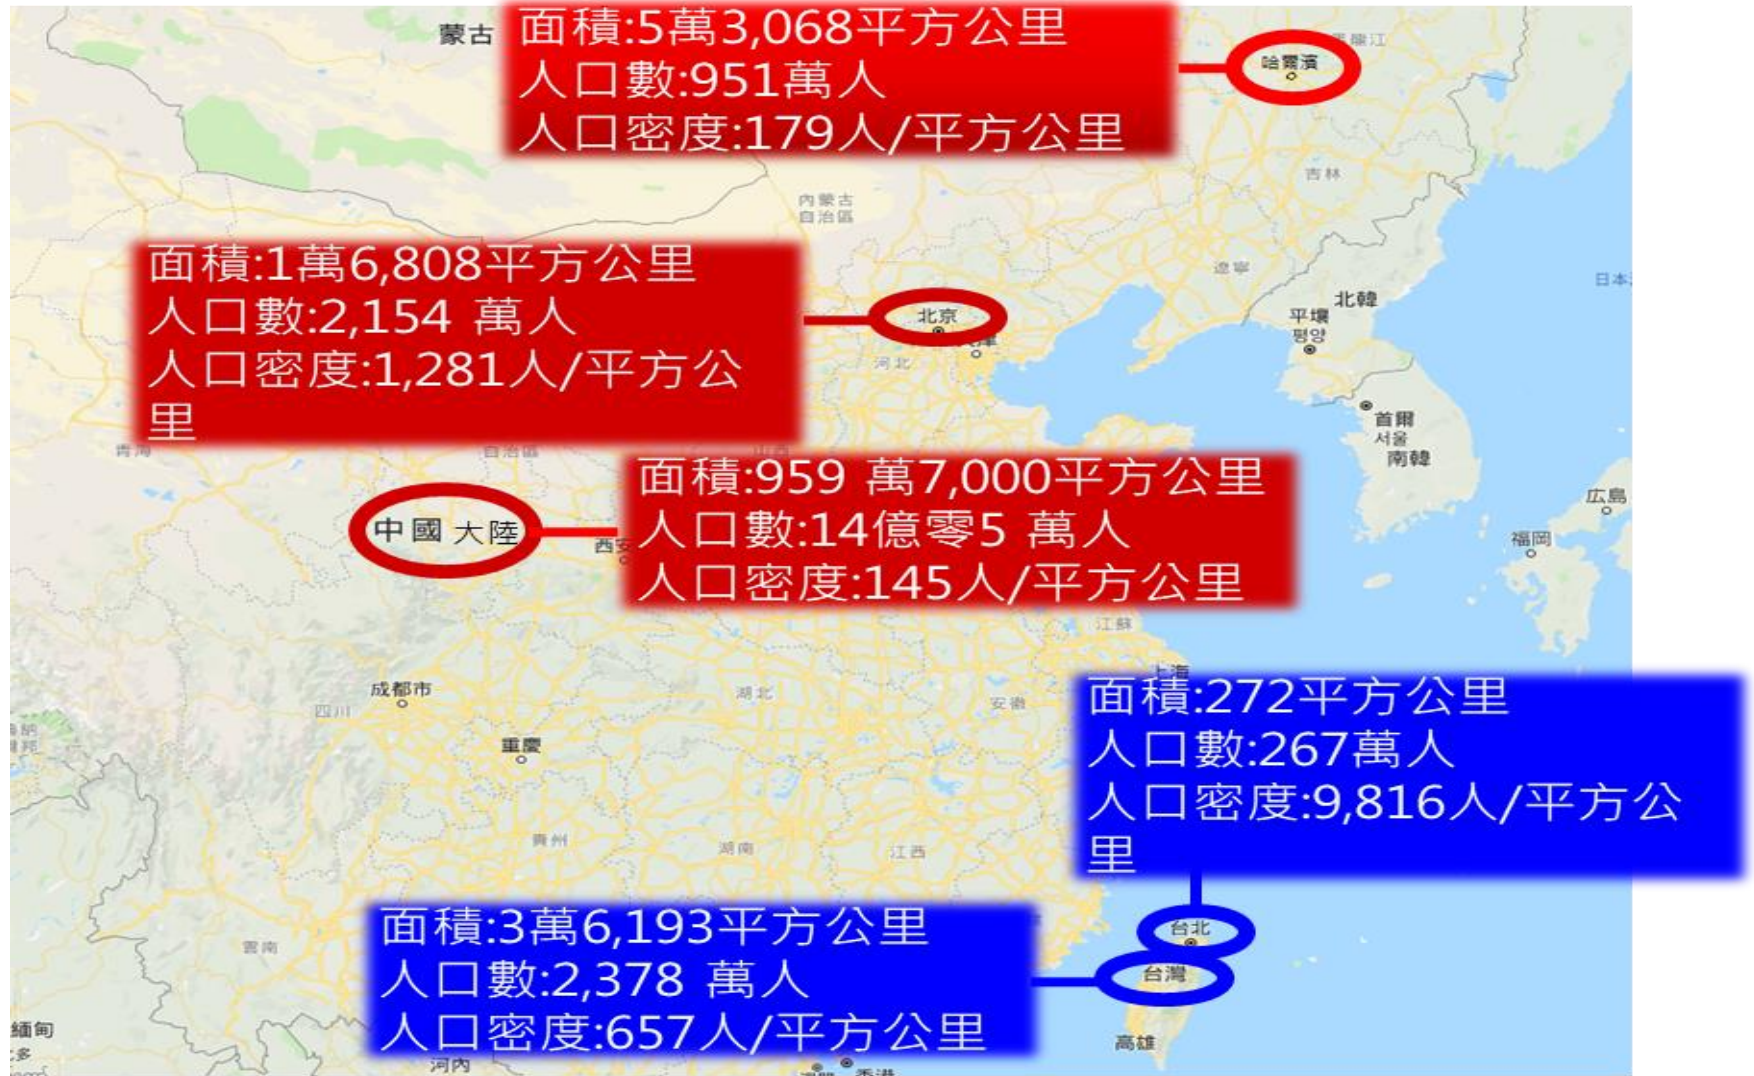 蒙古
面積:5萬3,068平方公里
人口數:951萬人
人口密度:179人/平方公里
哈爾濱
吉林
內蒙古
自治區
面積:1萬6,808平方公里
人口數:2,154 萬人
人口密度:1,281人/平方公
里
遼寧
北京
河北
北韓
平壤
평양
首爾
서울
南韓
青海
自治區
面積:959 萬7,000平方公里
人口數:14億零5 萬人
人口密度:145人/平方公里
中國 大陸
広島
福岡
江蘇
上海
成都市
四川
湖北
安徽
重慶
面積:272平方公里
人口數:267萬人
人口密度:9,816人/平方公
里
貴州
湖南
江西
面積:3萬6,193平方公里
人口數:2,378 萬人
人口密度:657人/平方公里
雲南
台北
台灣
高雄
緬甸
河內
香港